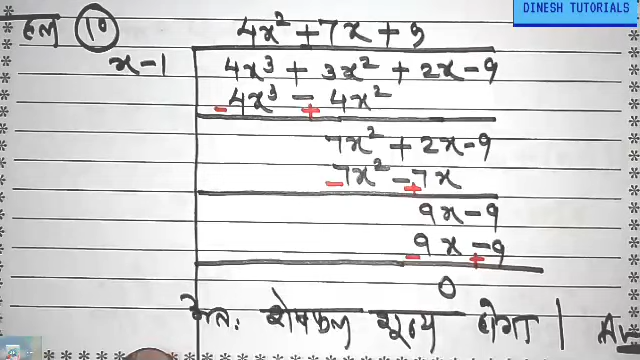 DINESH TUTORIALS
हल (10) 4x² + 7x + 9
x-1 4x³ + 3x² + 2x - 9
- 4x³ - + 4x²
7x² + 2x - 9
- 7x² - + 7x
9x - 9
- 9x - + 9
0
अतः शेषफल शून्य होगा | Ans